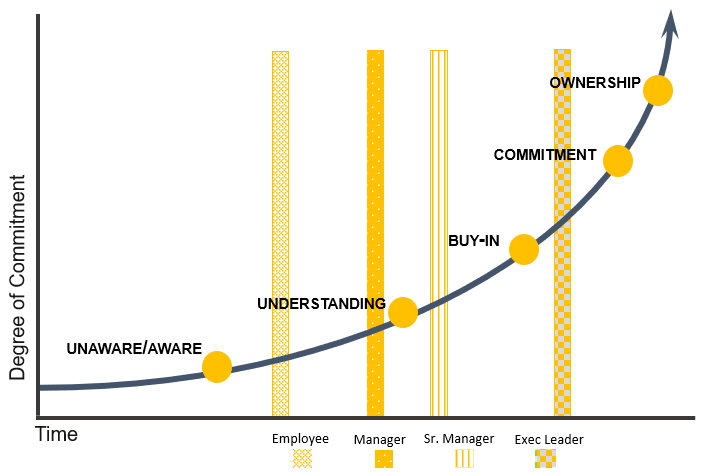 OWNERSHIP
COMMITMENT
BUY-IN
UNDERSTANDING
UNAWARE/AWARE
Degree of Commitment
Time
Employee
Manager
Sr. Manager
Exec Leader